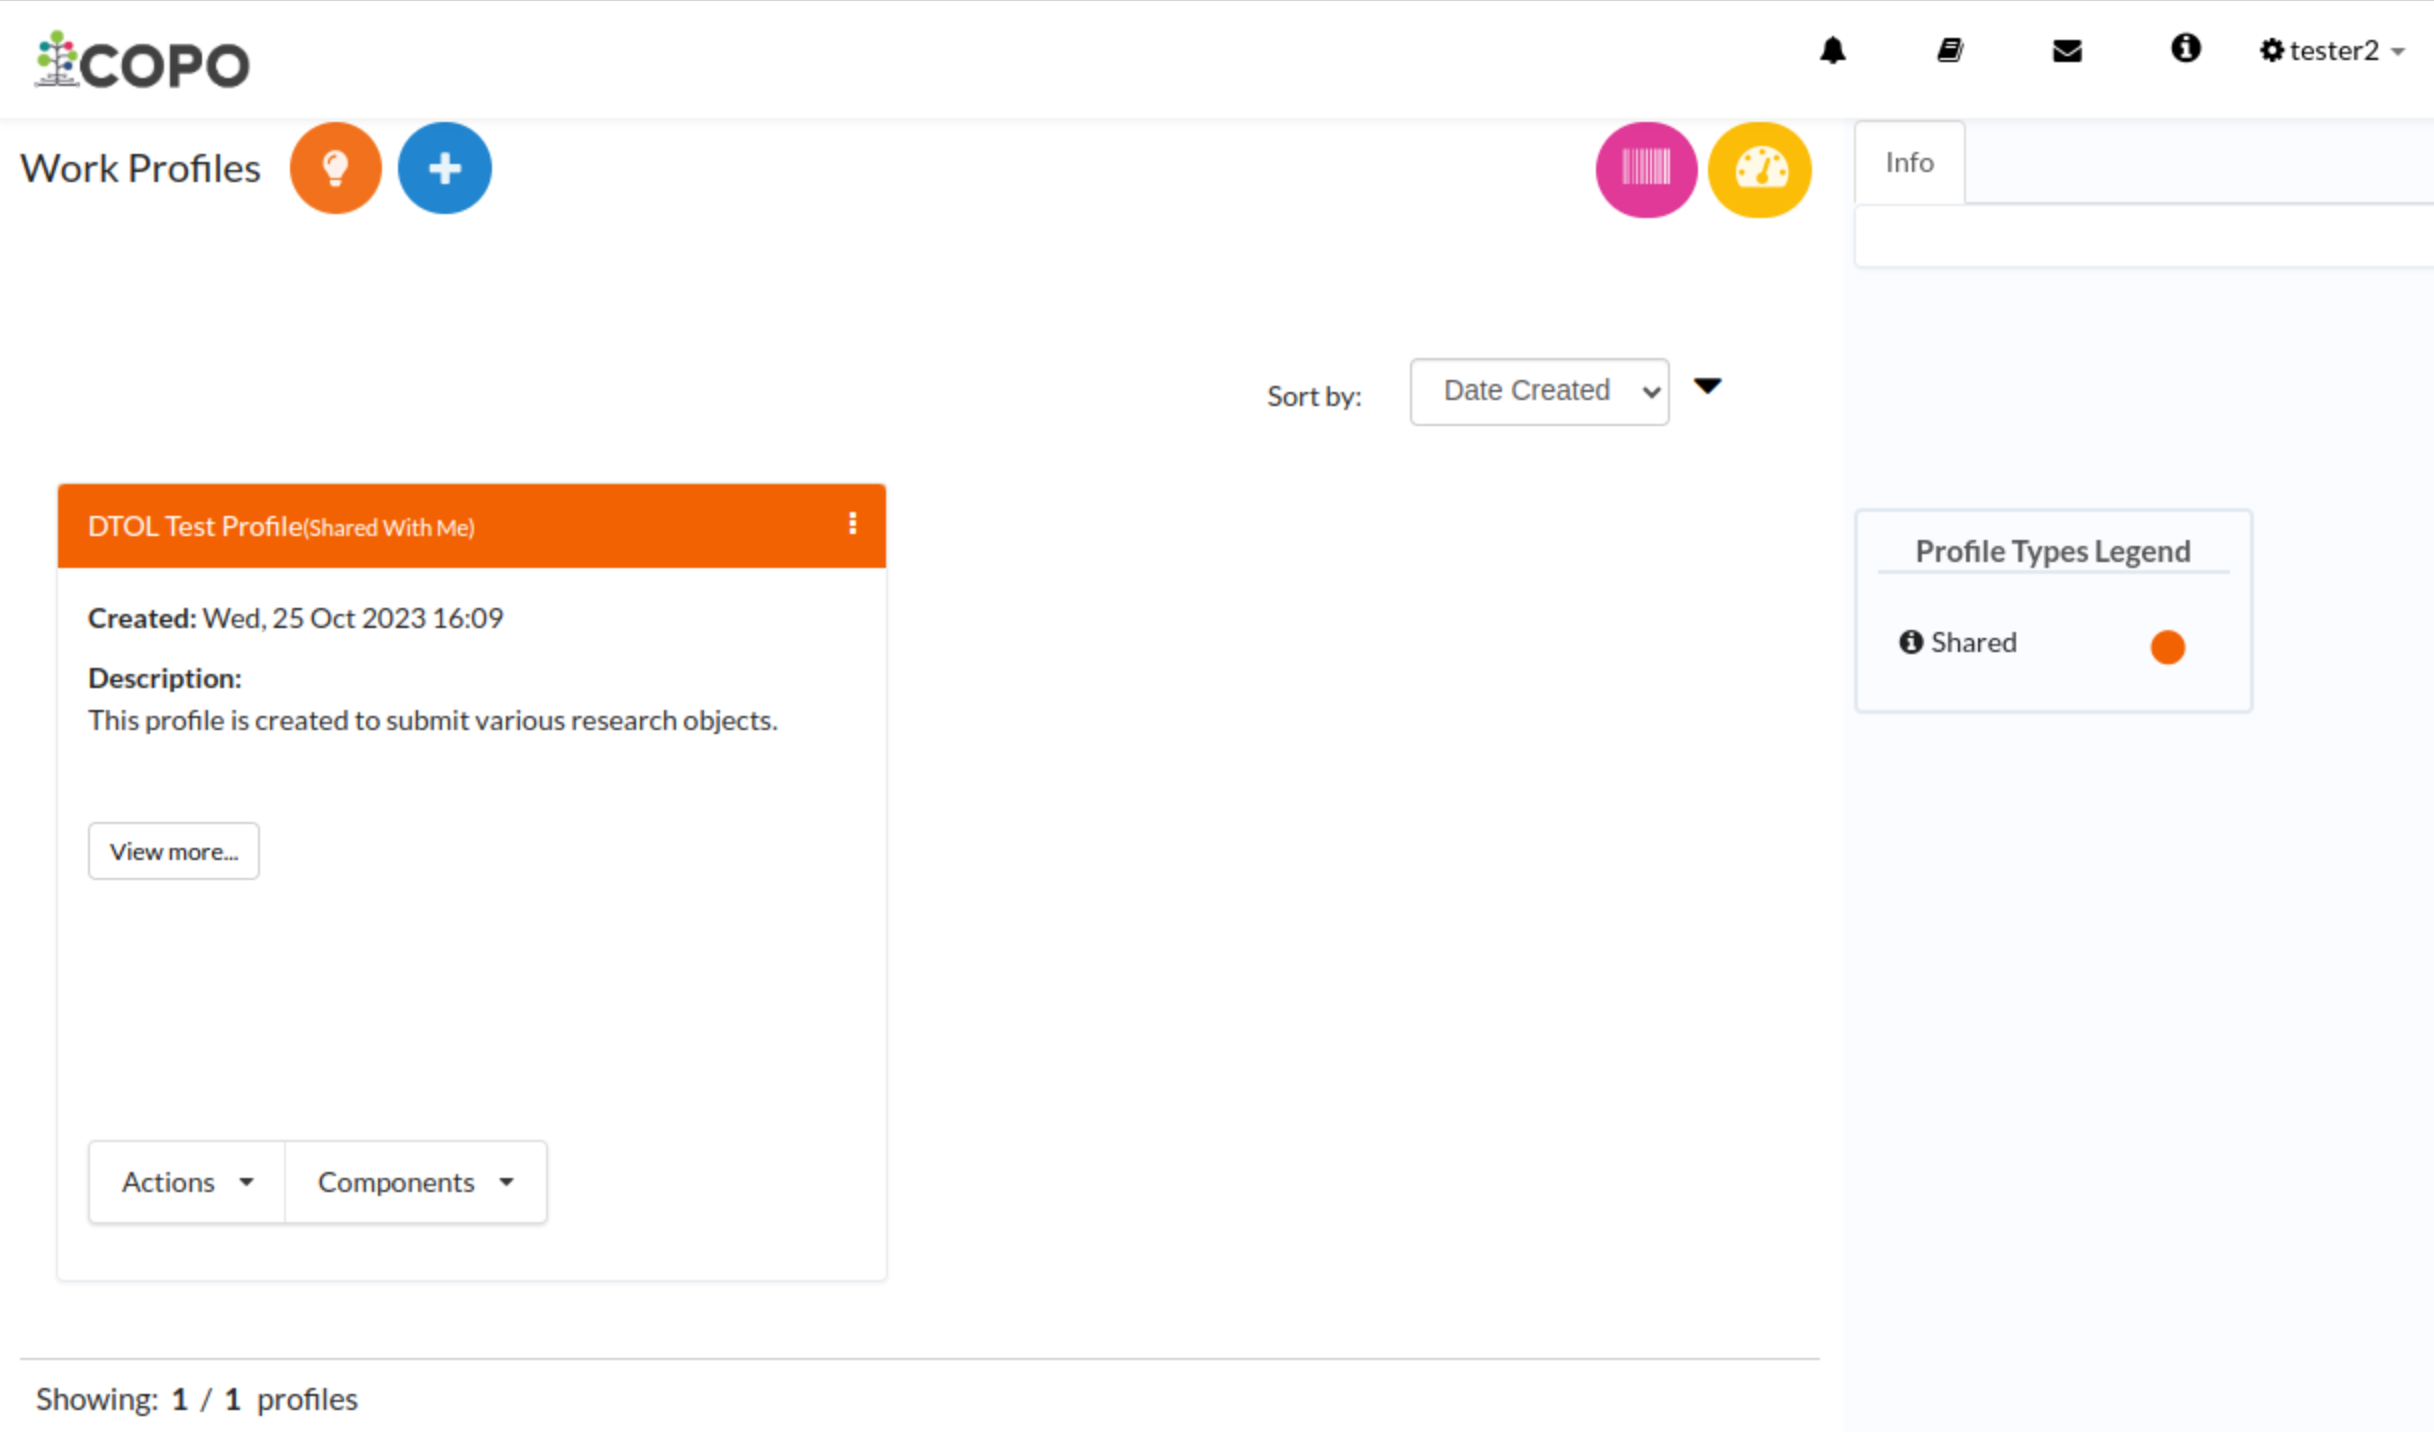 COPO
tester2
Work Profiles
Info
Sort by: Date Created
DTOL Test Profile(Shared With Me)
Created: Wed, 25 Oct 2023 16:09
Description:
This profile is created to submit various research objects.
View more...
Actions Components
Showing: 1 / 1 profiles
Profile Types Legend
Shared